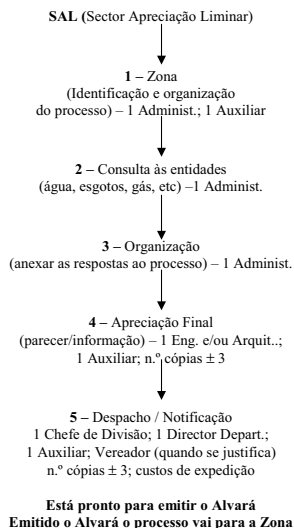 SAL (Sector Apreciação Liminar)
1 – Zona
(Identificação e organização
do processo) – 1 Administ.; 1 Auxiliar
2 – Consulta às entidades
(água, esgotos, gás, etc) –1 Administ.
3 – Organização
(anexar as respostas ao processo) – 1 Administ.
4 – Apreciação Final
(parecer/informação) – 1 Eng. e/ou Arquit..;
1 Auxiliar; n.º cópias ± 3
5 – Despacho / Notificação
1 Chefe de Divisão; 1 Director Depart.;
1 Auxiliar; Vereador (quando se justifica)
n.º cópias ± 3; custos de expedição
Está pronto para emitir o Alvará
Emitido o Alvará o processo vai para a Zona